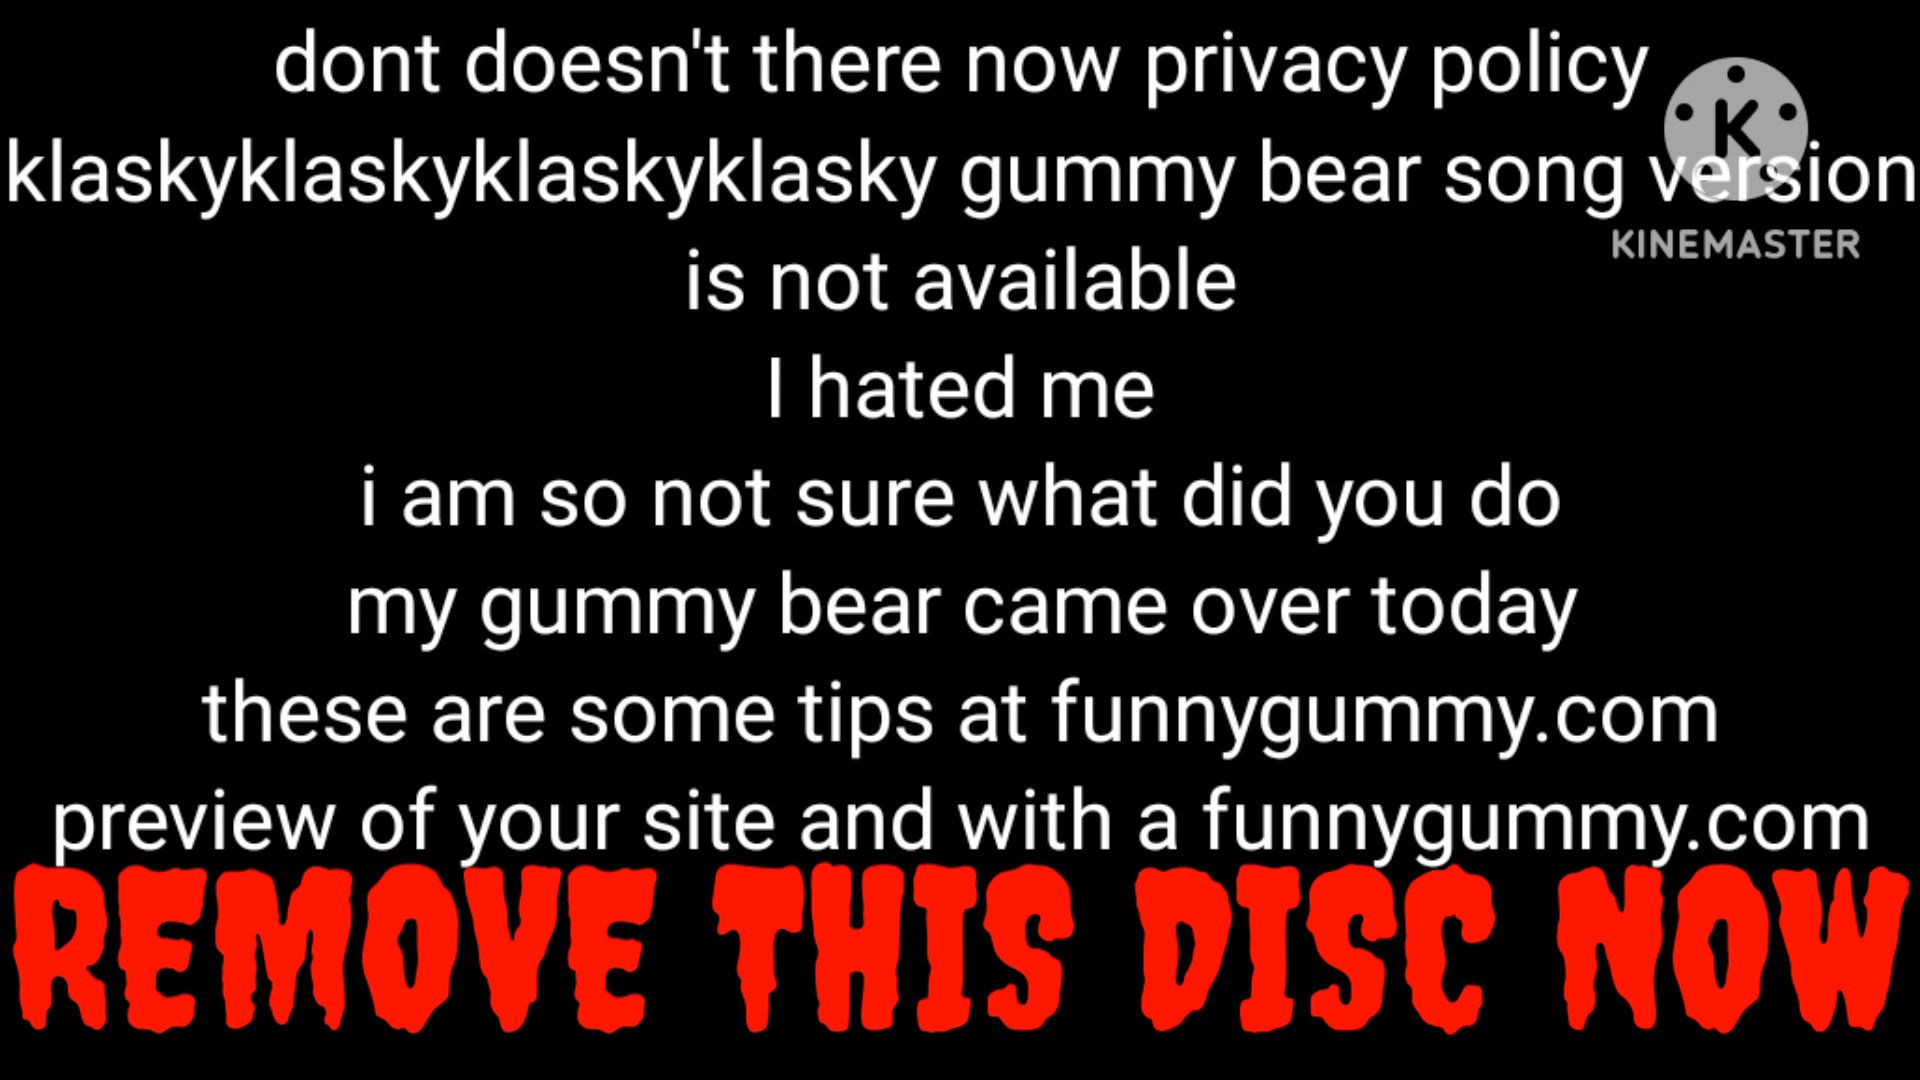 dont doesn't there now privacy policy
klaskyklaskyklaskyklasky gummy bear song version
KINEMASTER
is not available
I hated me
i am so not sure what did you do
my gummy bear came over today
these are some tips at funnygummy.com
preview of your site and with a funnygummy.com
REMOVE THIS DISC NOW